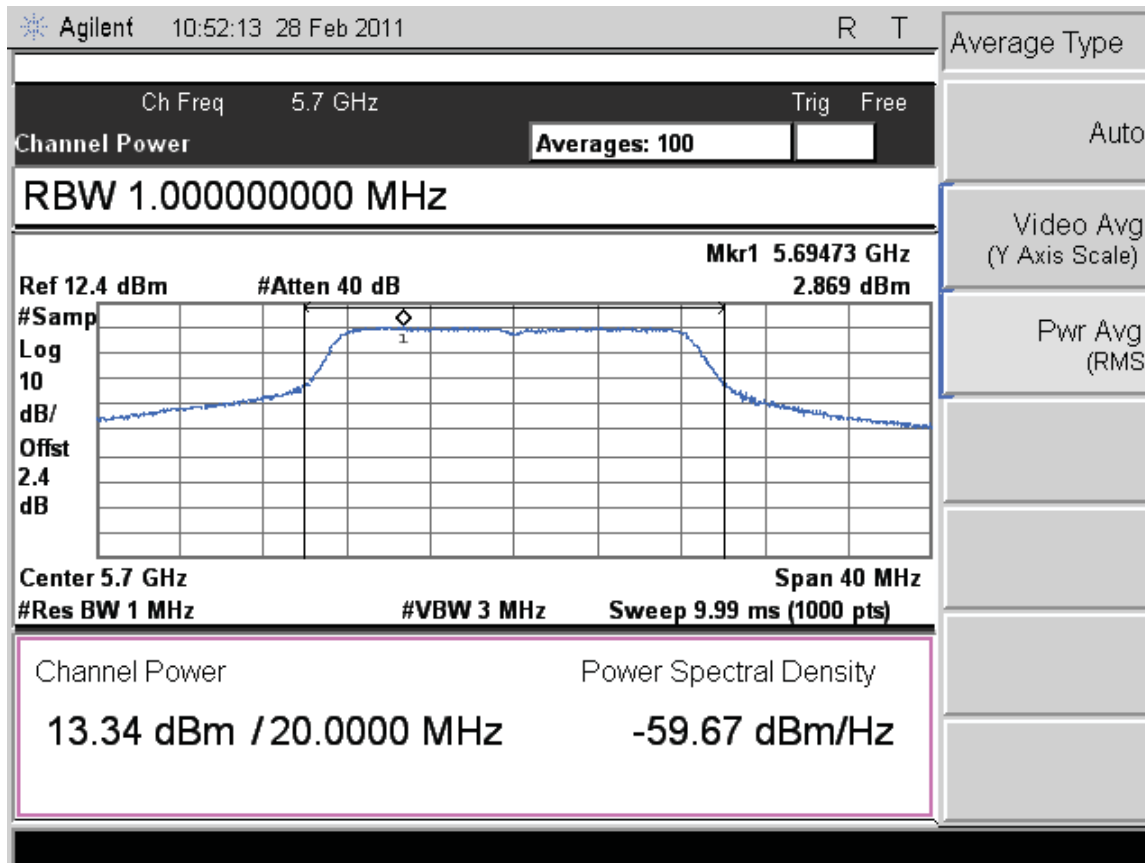 Agilent 10:52:13 28 Feb 2011 R T
Average Type
Ch Freq 5.7 GHz Trig Free
Channel Power Averages: 100
Auto
RBW 1.000000000 MHz
Video Avg
(Y Axis Scale)
Mkr1 5.69473 GHz
Ref 12.4 dBm #Atten 40 dB 2.869 dBm
#Samp
Log
10
dB/
Offst
2.4
dB
1
Pwr Avg
(RMS
Center 5.7 GHz Span 40 MHz
#Res BW 1 MHz #VBW 3 MHz Sweep 9.99 ms (1000 pts)
Channel Power Power Spectral Density
13.34 dBm / 20.0000 MHz -59.67 dBm/Hz